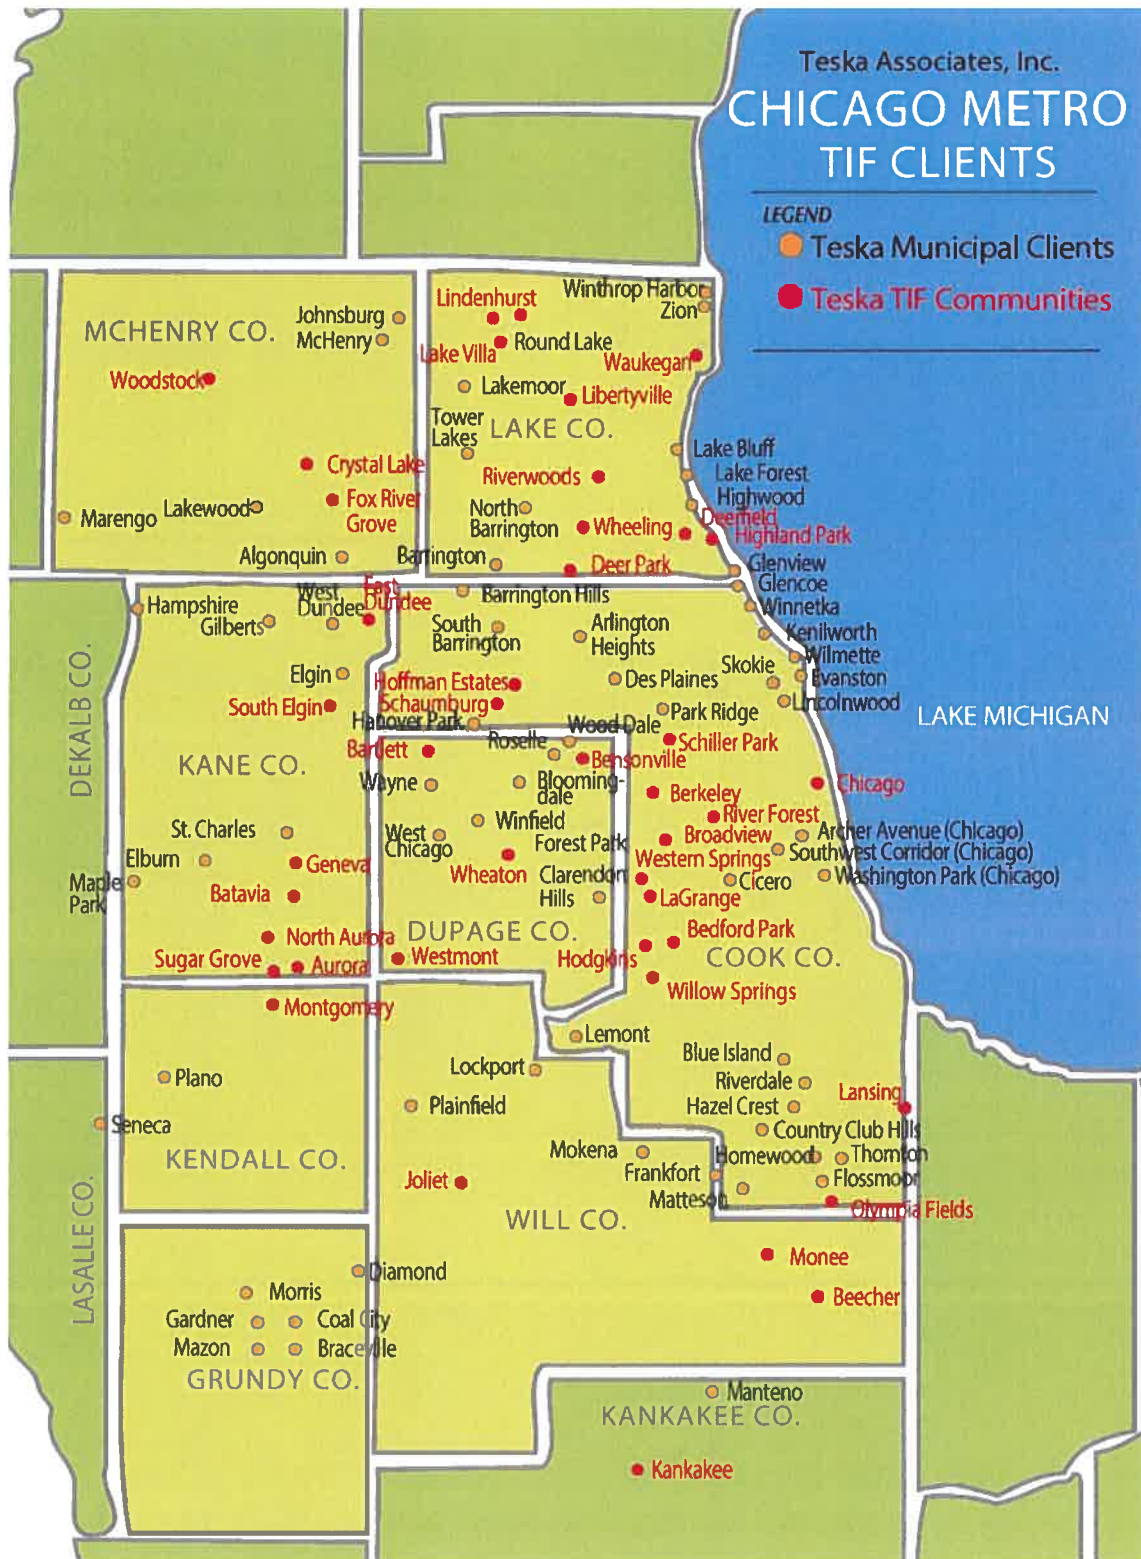 Teska Associates, Inc.
CHICAGO METRO
TIF CLIENTS
LEGEND
Teska Municipal Clients
Teska TIF Communities
MCHENRY CO.
Johnsburg
McHenry
Woodstock
Crystal Lake
Fox River
Grove
Lakewood
Marengo
Algonquin
Lindenhurst
Winthrop Harbor
Zion
Round Lake
Lake Villa
Waukegan
Lakemoor
Libertyville
Tower
Lakes
LAKE CO.
Lake Bluff
Lake Forest
Riverwoods
Highwood
North
Barrington
Wheeling
Deerfield
Highland Park
Barrington
Deer Park
Glenview
Glencoe
Winnetka
Kenilworth
Wilmette
Evanston
Lincolnwood
Skokie
Hampshire
Gilberts
West
Dundee
East
Dundee
Barrington Hills
South
Barrington
Arlington
Heights
Elgin
Hoffman Estates
Des Plaines
South Elgin
Schaumburg
Hanover Park
Park Ridge
Wood Dale
LAKE MICHIGAN
DEKALB CO.
KANE CO.
Bartlett
Roselle
Schiller Park
Bensonville
Wayne
Blooming-
dale
Berkeley
Chicago
River Forest
St. Charles
West
Chicago
Winfield
Forest Park
Broadview
Archer Avenue (Chicago)
Elburn
Geneva
Wheaton
Western Springs
Southwest Corridor (Chicago)
Maple
Park
Batavia
Clarendon
Hills
Cicero
Washington Park (Chicago)
LaGrange
North Aurora
DUPAGE CO.
Bedford Park
Sugar Grove
Aurora
Westmont
Hodgkins
COOK CO.
Willow Springs
Montgomery
Lemont
Lockport
Blue Island
Plano
Riverdale
Plainfield
Hazel Crest
Lansing
Seneca
Country Club Hills
KENDALL CO.
Mokena
Homewood
Thornton
Joliet
Frankfort
Flossmoor
Matteson
Olympia Fields
LASALLE CO.
WILL CO.
Monee
Diamond
Morris
Beecher
Gardner
Coal City
Mazon
Braceville
GRUNDY CO.
Manteno
KANKAKEE CO.
Kankakee